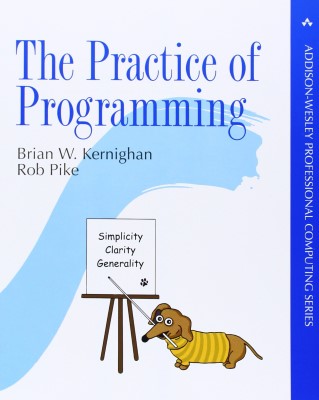 The Practice of
Programming
Brian W. Kernighan
Rob Pike
Simplicity
Clarity
Generality
ADDISON-WESLEY PROFESSIONAL COMPUTING SERIES